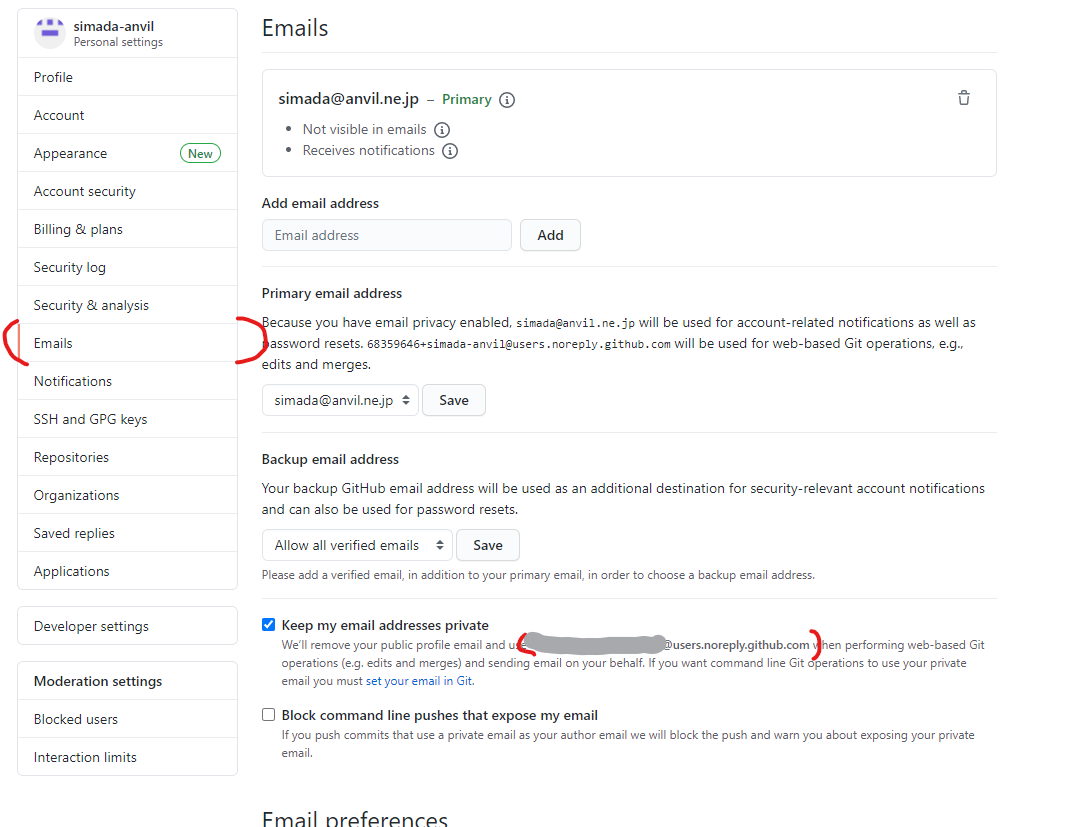 simada-anvil
Personal settings
Profile
Account
Appearance New
Account security
Billing & plans
Security log
Security & analysis
Emails
Notifications
SSH and GPG keys
Repositories
Organizations
Saved replies
Applications
Developer settings
Moderation settings
Blocked users
Interaction limits
Emails
simada@anvil.ne.jp – Primary
Not visible in emails
Receives notifications
Add email address
Email address Add
Primary email address
Because you have email privacy enabled, simada@anvil.ne.jp will be used for account-related notifications as well as
password resets. 68359646+simada-anvil@users.noreply.github.com will be used for web-based Git operations, e.g.,
edits and merges.
simada@anvil.ne.jp Save
Backup email address
Your backup GitHub email address will be used as an additional destination for security-relevant account notifications
and can also be used for password resets.
Allow all verified emails Save
Please add a verified email, in addition to your primary email, in order to choose a backup email address.
Keep my email addresses private
We'll remove your public profile email and use @users.noreply.github.com when performing web-based Git
operations (e.g. edits and merges) and sending email on your behalf. If you want command line Git operations to use your private
email you must set your email in Git.
Block command line pushes that expose my email
If you push commits that use a private email as your author email we will block the push and warn you about exposing your private
email.
Email preferences